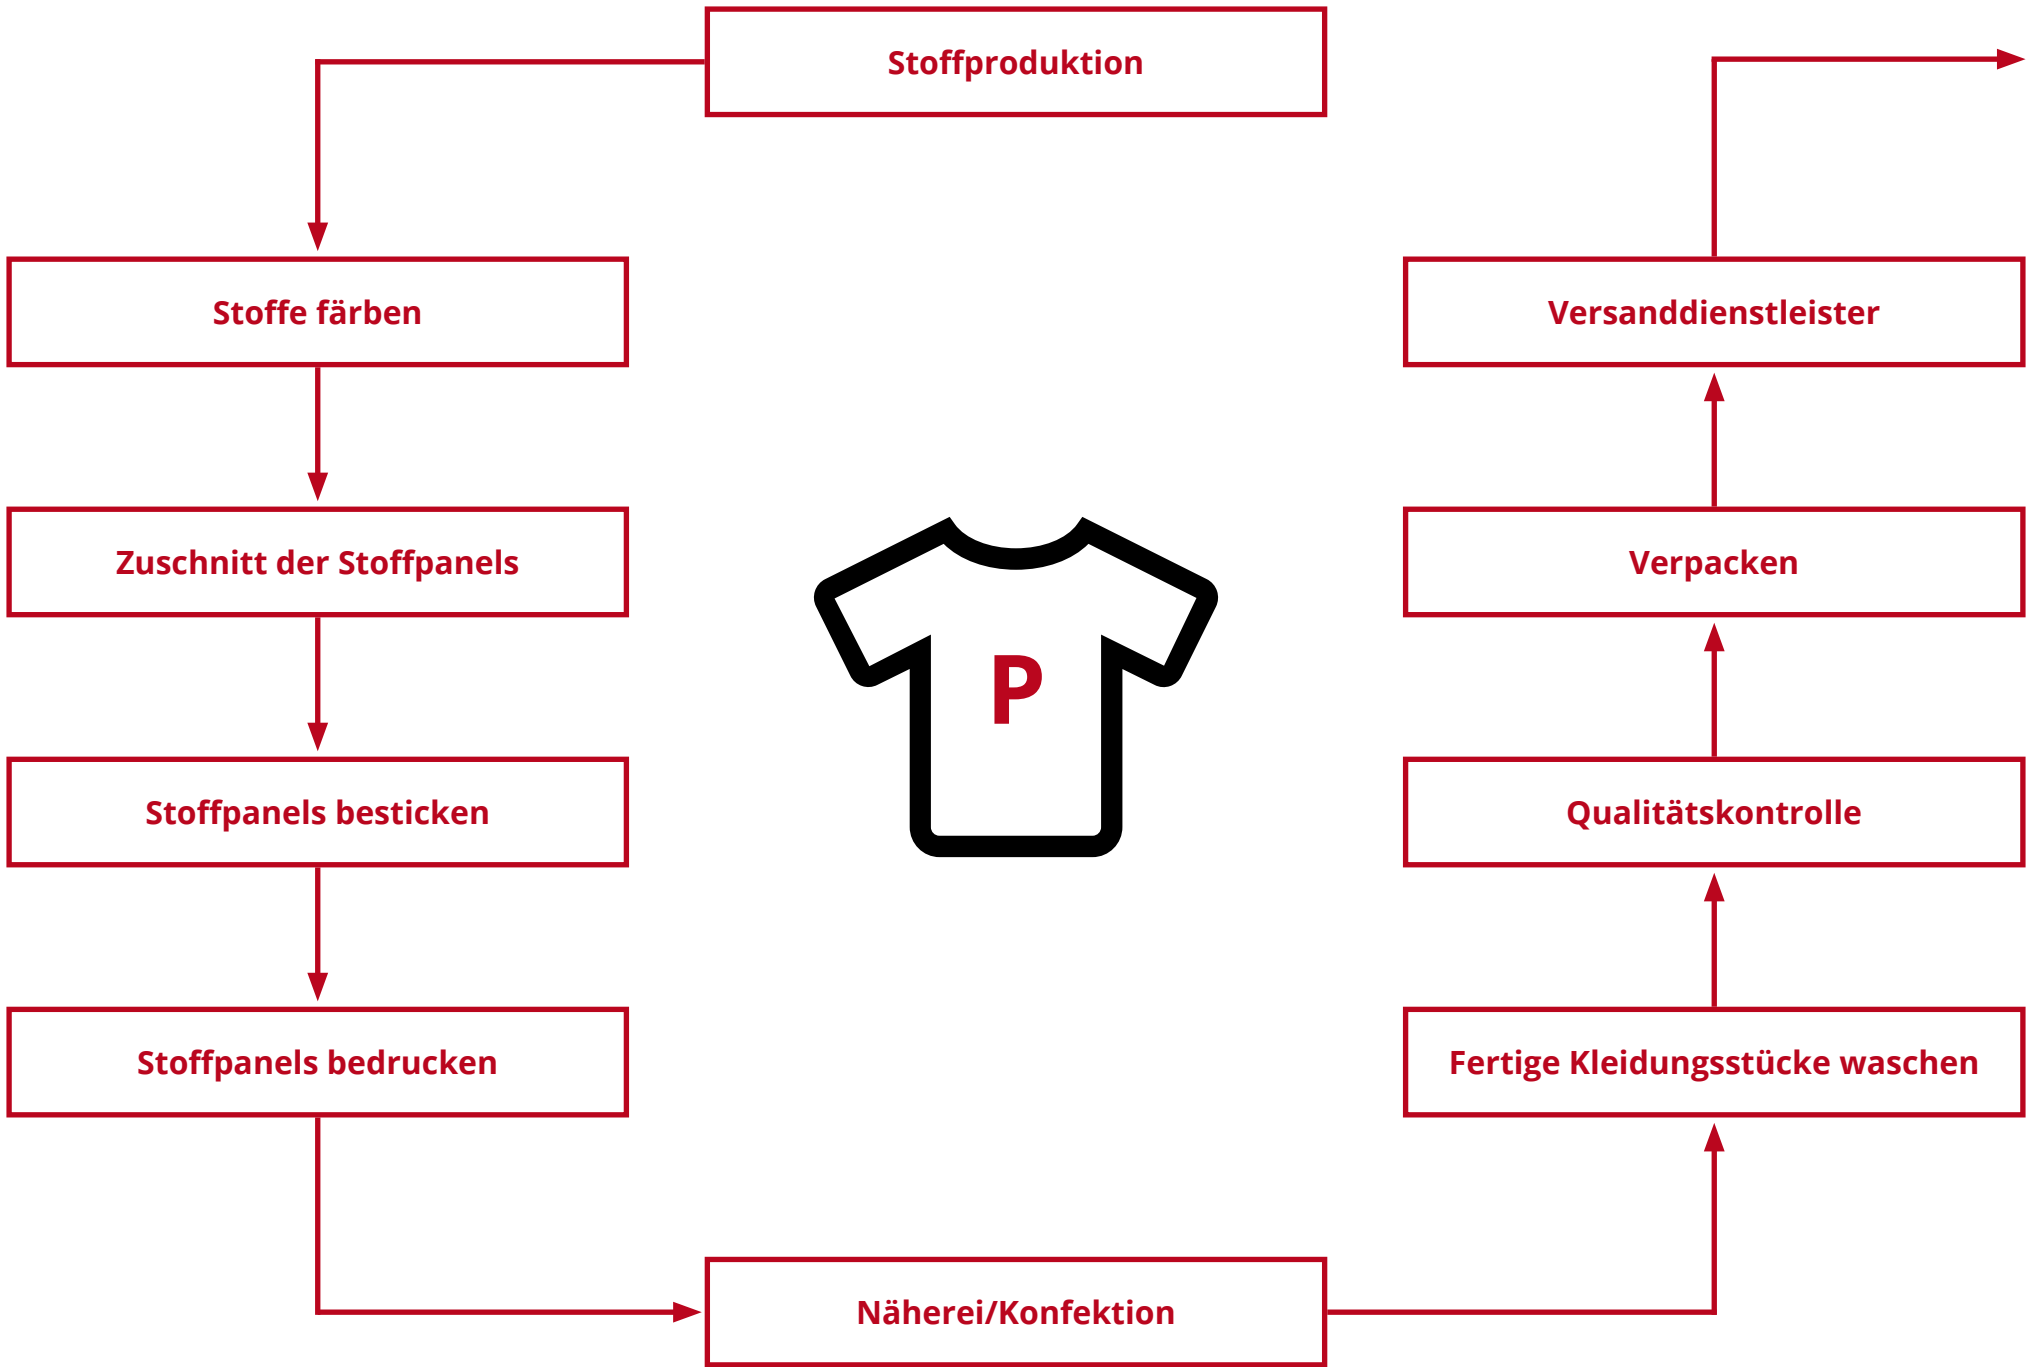 Stoffproduktion
Stoffe färben
Zuschnitt der Stoffpanels
Stoffpanels besticken
Stoffpanels bedrucken
Näherei/Konfektion
Fertige Kleidungsstücke waschen
Qualitätskontrolle
Verpacken
Versanddienstleister
P